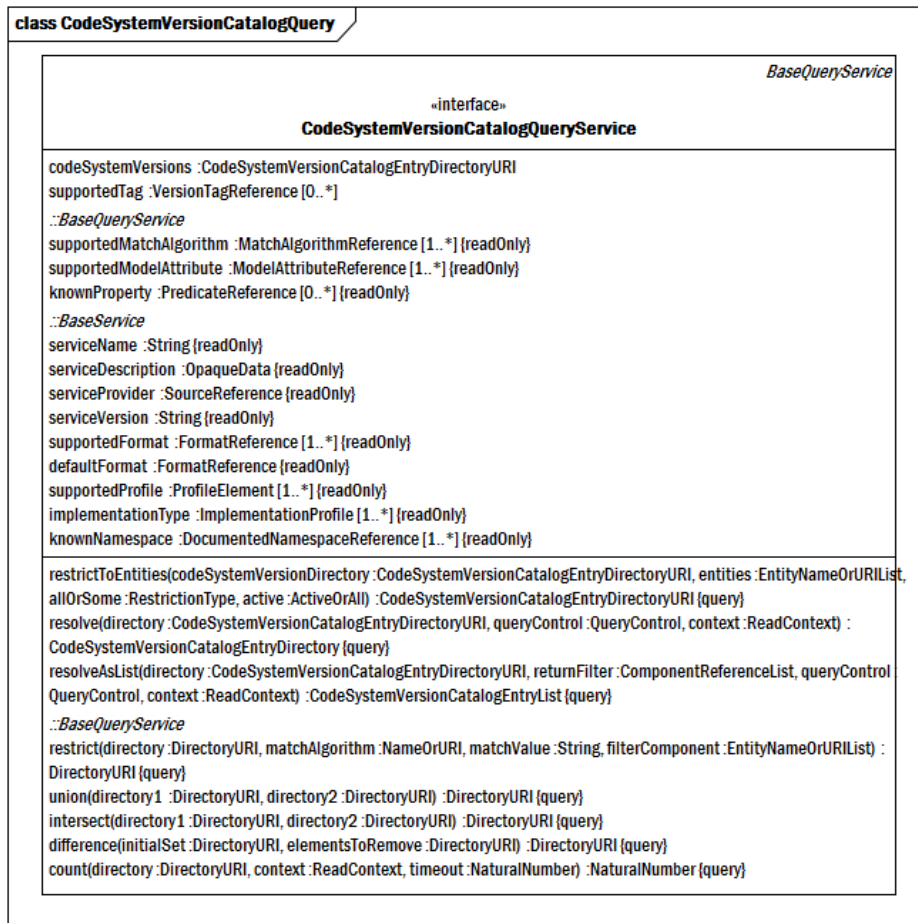 class CodeSystemVersionCatalogQuery
BaseQueryService
«interface»
CodeSystemVersionCatalogQueryService
codeSystemVersions :CodeSystemVersionCatalogEntryDirectoryURI
supportedTag :VersionTagReference [0..*]
::BaseQueryService
supportedMatchAlgorithm :MatchAlgorithmReference [1..*] {readOnly}
supportedModelAttribute :ModelAttributeReference [1..*] {readOnly}
knownProperty :PredicateReference [0..*] {readOnly}
::BaseService
serviceName :String {readOnly}
serviceDescription :OpaqueData {readOnly}
serviceProvider :SourceReference {readOnly}
serviceVersion :String {readOnly}
supportedFormat :FormatReference [1..*] {readOnly}
defaultFormat :FormatReference {readOnly}
supportedProfile :ProfileElement [1..*] {readOnly}
implementationType :ImplementationProfile [1..*] {readOnly}
knownNamespace :DocumentedNamespaceReference [1..*] {readOnly}
restrictToEntities(codeSystemVersionDirectory :CodeSystemVersionCatalogEntryDirectoryURI, entities :EntityNameOrURIList,
allOrSome :RestrictionType, active :ActiveOrAll) :CodeSystemVersionCatalogEntryDirectoryURI {query}
resolve(directory :CodeSystemVersionCatalogEntryDirectoryURI, queryControl :QueryControl, context :ReadContext) :
CodeSystemVersionCatalogEntryDirectory {query}
resolveAsList(directory :CodeSystemVersionCatalogEntryDirectoryURI, returnFilter :ComponentReferenceList, queryControl :
QueryControl, context :ReadContext) :CodeSystemVersionCatalogEntryList {query}
::BaseQueryService
restrict(directory :DirectoryURI, matchAlgorithm :NameOrURI, matchValue :String, filterComponent :EntityNameOrURIList) :
DirectoryURI {query}
union(directory1 :DirectoryURI, directory2 :DirectoryURI) :DirectoryURI {query}
intersect(directory1 :DirectoryURI, directory2 :DirectoryURI) :DirectoryURI {query}
difference(initialSet :DirectoryURI, elementsToRemove :DirectoryURI) :DirectoryURI {query}
count(directory :DirectoryURI, context :ReadContext, timeout :NaturalNumber) :NaturalNumber {query}